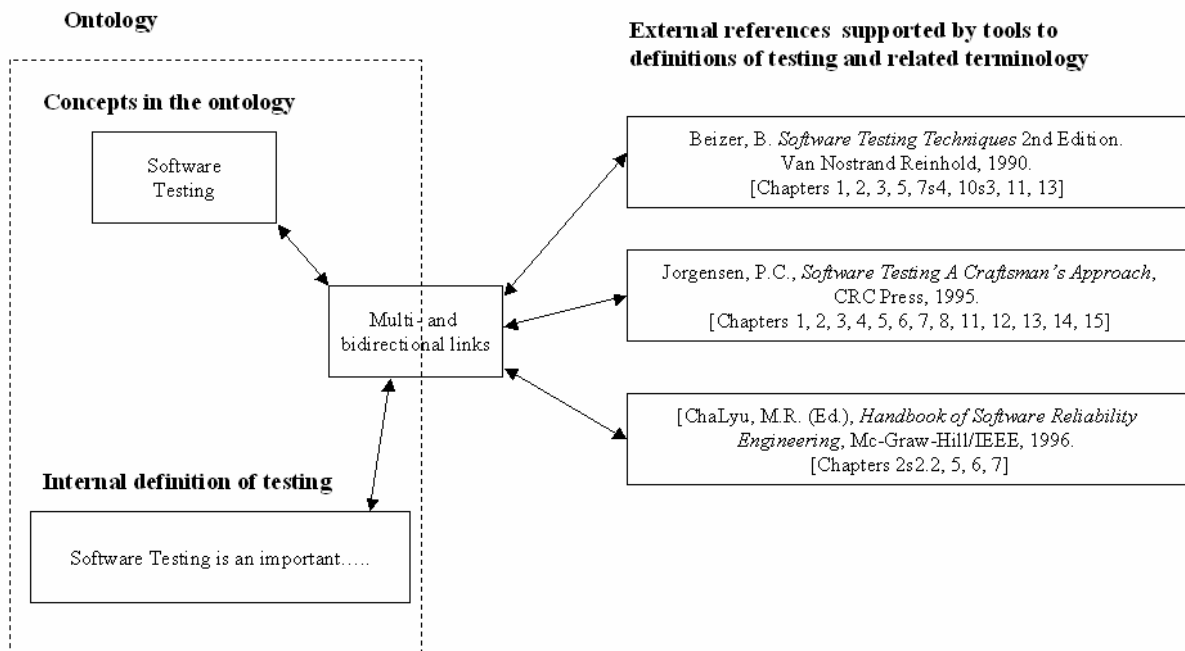 Ontology
Concepts in the ontology
Software
Testing
Multi- and
bidirectional links
Internal definition of testing
Software Testing is an important.....
External references supported by tools to
definitions of testing and related terminology
Beizer, B. Software Testing Techniques 2nd Edition.
Van Nostrand Reinhold, 1990.
[Chapters 1, 2, 3, 5, 7s4, 10s3, 11, 13]
Jorgensen, P.C., Software Testing A Craftsman's Approach,
CRC Press, 1995.
[Chapters 1, 2, 3, 4, 5, 6, 7, 8, 11, 12, 13, 14, 15]
[ChaLyu, M.R. (Ed.), Handbook of Software Reliability
Engineering, Mc-Graw-Hill/IEEE, 1996.
[Chapters 2s2.2, 5, 6, 7]